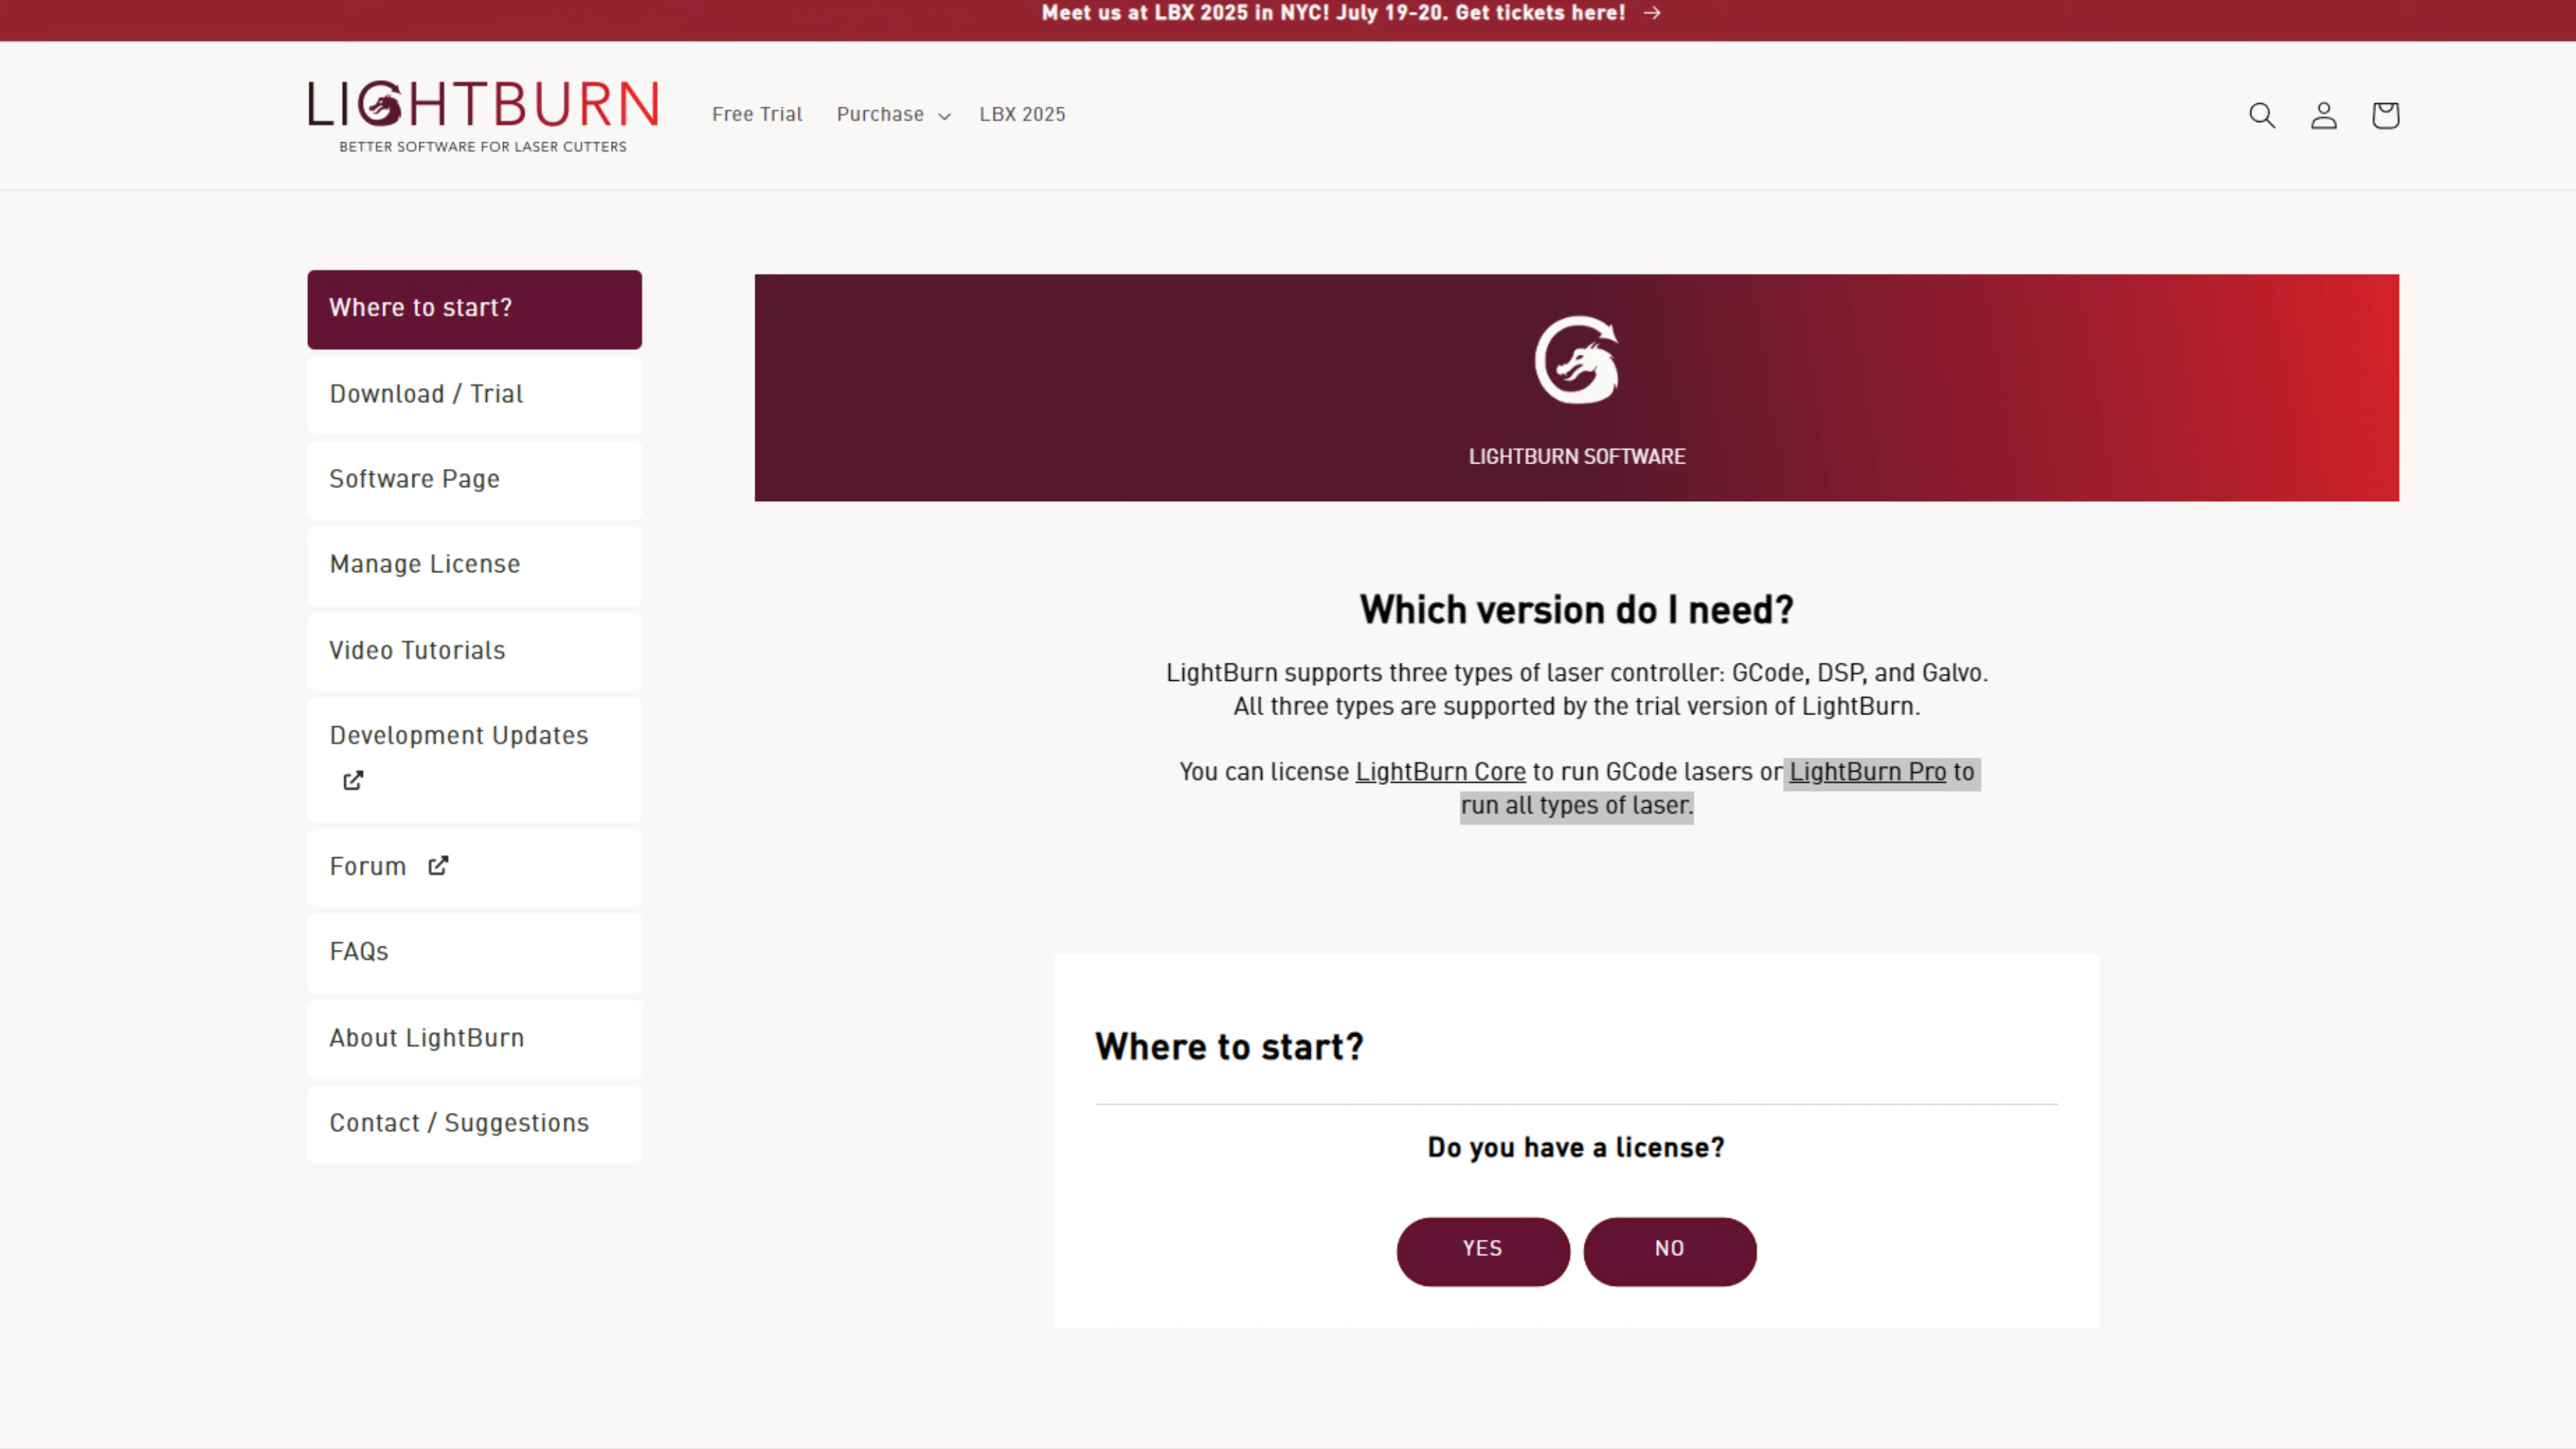 Meet us at LBX 2025 in NYC! July 19-20. Get tickets here!
LIGHTBURN
BETTER SOFTWARE FOR LASER CUTTERS
Free Trial
Purchase
LBX 2025
Where to start?
Download / Trial
Software Page
Manage License
Video Tutorials
Development Updates
Forum
FAQs
About LightBurn
Contact / Suggestions
LIGHTBURN SOFTWARE
Which version do I need?
LightBurn supports three types of laser controller: GCode, DSP, and Galvo.
All three types are supported by the trial version of LightBurn.
You can license LightBurn Core to run GCode lasers or LightBurn Pro to
run all types of laser.
Where to start?
Do you have a license?
YES
NO